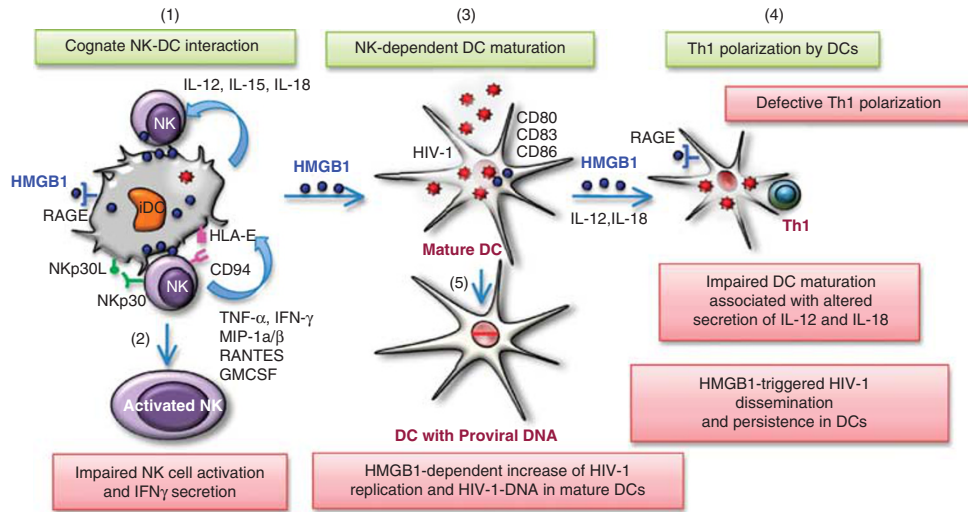 (1)
Cognate NK-DC interaction
IL-12, IL-15, IL-18
NK
HMGB1
RAGE
iDC
HLA-E
NKp30L
CD94
NK
NKp30
TNF-α, IFN-γ
MIP-1a/β
RANTES
GMCSF
(2)
Activated NK
Impaired NK cell activation
and IFNγ secretion
HMGB1
(3)
NK-dependent DC maturation
CD80
CD83
CD86
HIV-1
Mature DC
(5)
DC with Proviral DNA
HMGB1-dependent increase of HIV-1
replication and HIV-1-DNA in mature DCs
HMGB1
IL-12,IL-18
(4)
Th1 polarization by DCs
Defective Th1 polarization
RAGE
Th1
Impaired DC maturation
associated with altered
secretion of IL-12 and IL-18
HMGB1-triggered HIV-1
dissemination
and persistence in DCs